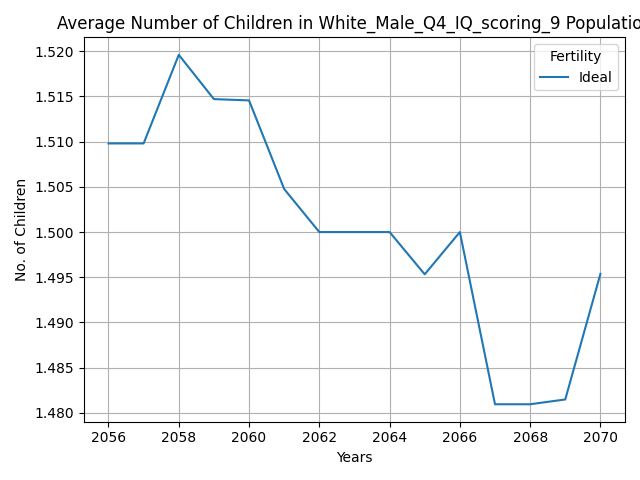 Average Number of Children in White_Male_Q4_IQ_scoring_9 Populatio
Fertility
Ideal
1.520
1.515
1.510
1.505
1.500
1.495
1.490
1.485
1.480
No. of Children
2056 2058 2060 2062 2064 2066 2068 2070
Years